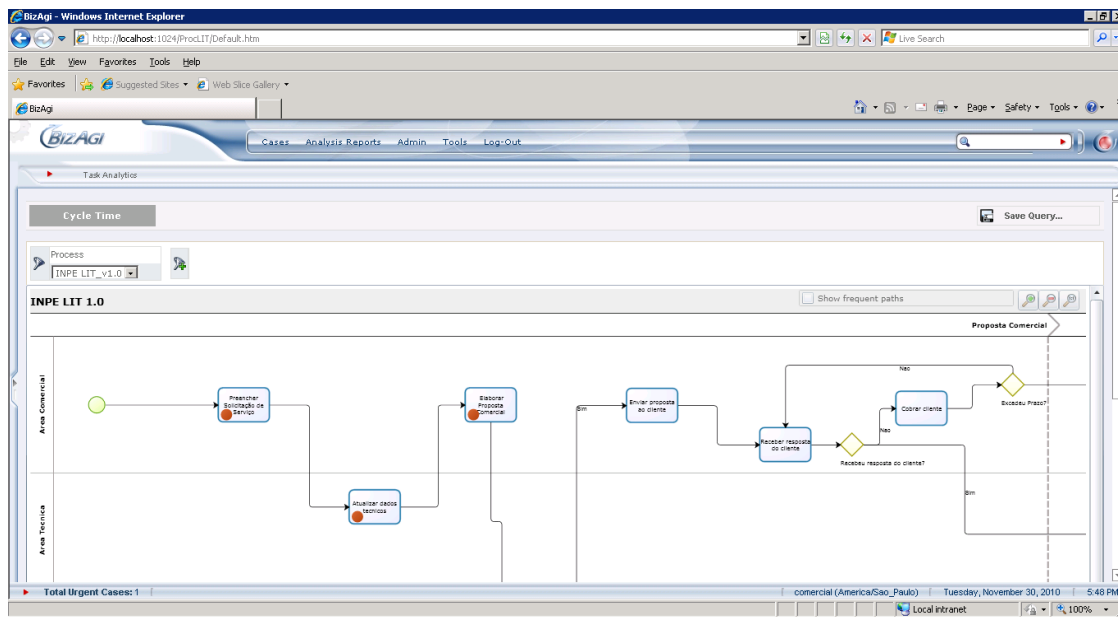 BizAgi - Windows Internet Explorer
http://localhost:1024/ProcLIT/Default.htm
Live Search
File Edit View Favorites Tools Help
Favorites Suggested Sites Web Slice Gallery
BizAgi
Page Safety Tools
BIZAGI
Cases Analysis Reports Admin Tools Log-Out
Task Analytics
Cycle Time
Save Query...
Process
INPE LIT_v1.0
INPE LIT 1.0
Show frequent paths
Proposta Comercial
Area Comercial
Preencher
Solicitação de
Serviço
Elaborar
Proposta
Comercial
Sim
Enviar proposta
ao cliente
Receber resposta
do cliente
Nao
Recebeu resposta do cliente?
Nao
Cobrar cliente
Excedeu Prazo?
Sim
Area Tecnica
Atualizar dados
tecnicos
Total Urgent Cases: 1
comercial (America/Sao_Paulo)
Tuesday, November 30, 2010
5:48 PM
Local intranet
100%